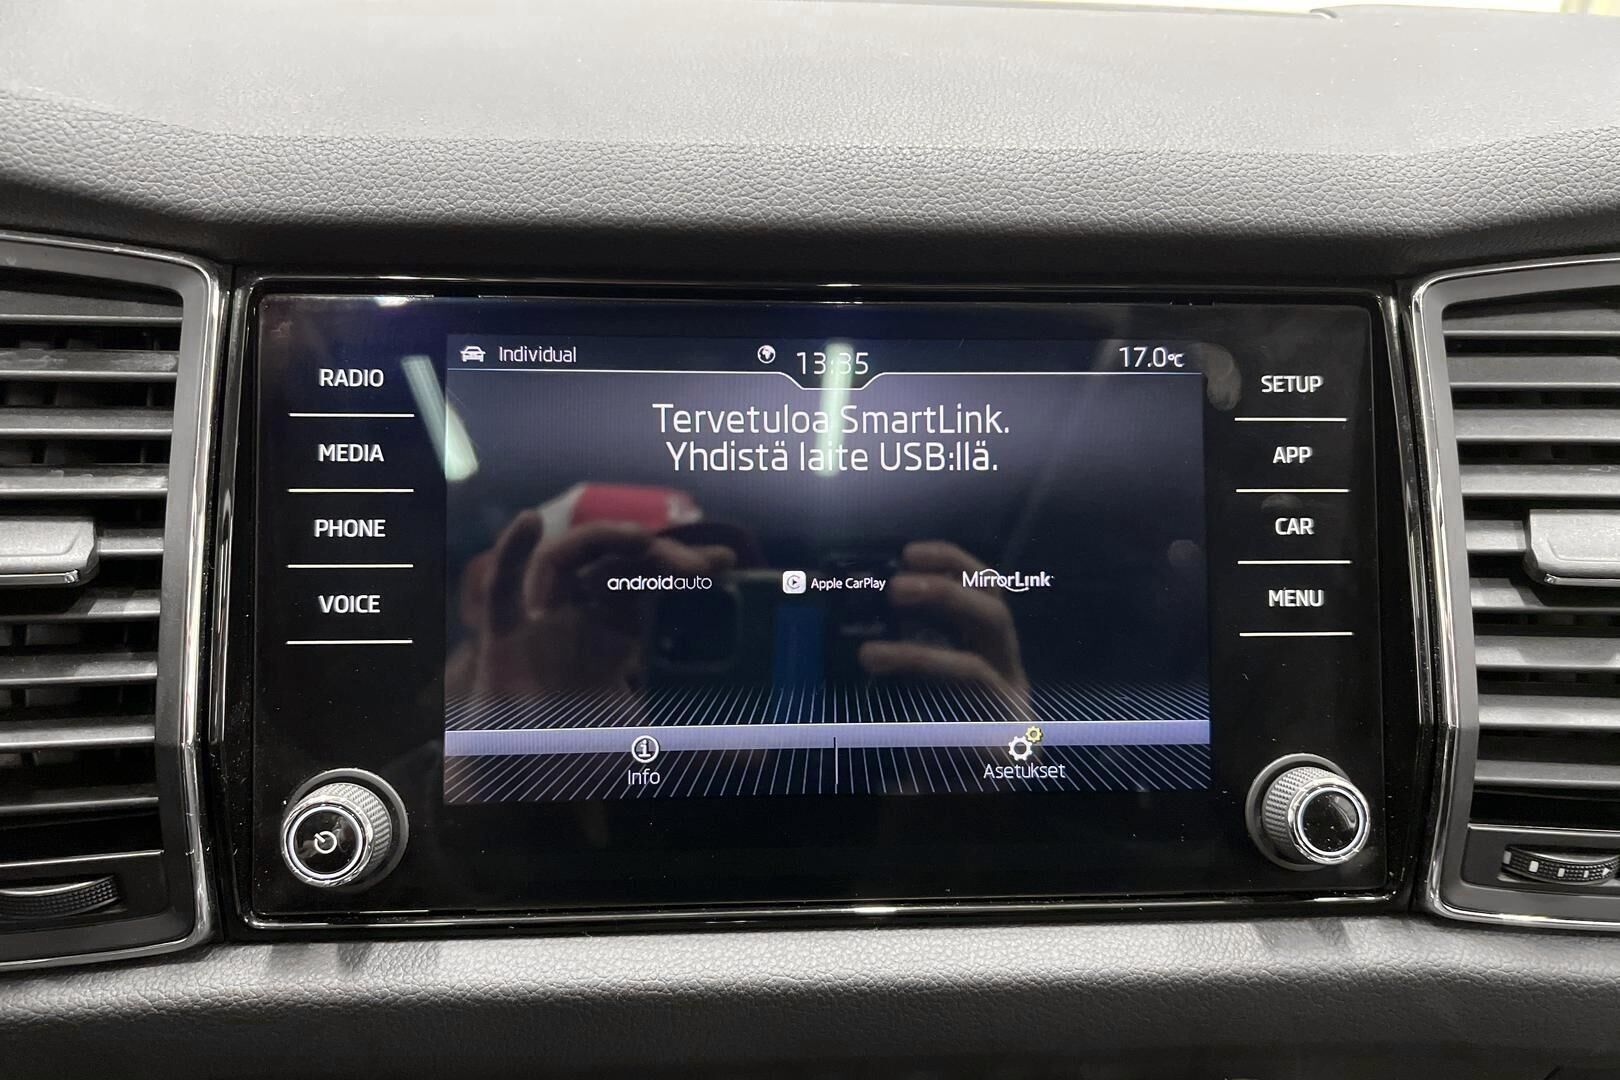 Individual 13:35 17.0°C
RADIO
MEDIA
PHONE
VOICE
Tervetuloa SmartLink.
Yhdistä laite USB:llä.
androidauto Apple CarPlay MirrorLink
Info Asetukset
SETUP
APP
CAR
MENU